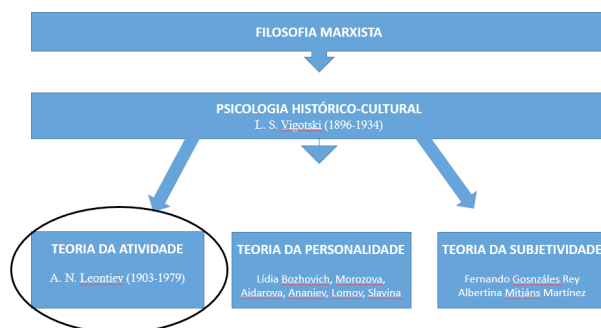 FILOSOFIA MARXISTA
PSICOLOGIA HISTÓRICO-CULTURAL
L. S. Vigotski (1896-1934)
TEORIA DA ATIVIDADE
A. N. Leontiev (1903-1979)
TEORIA DA PERSONALIDADE
Lídia Bozhovich, Morozova,
Aidarova, Ananiev, Lomov, Slavina
TEORIA DA SUBJETIVIDADE
Fernando Gosnzáles Rey
Albertina Mitjáns Martínez